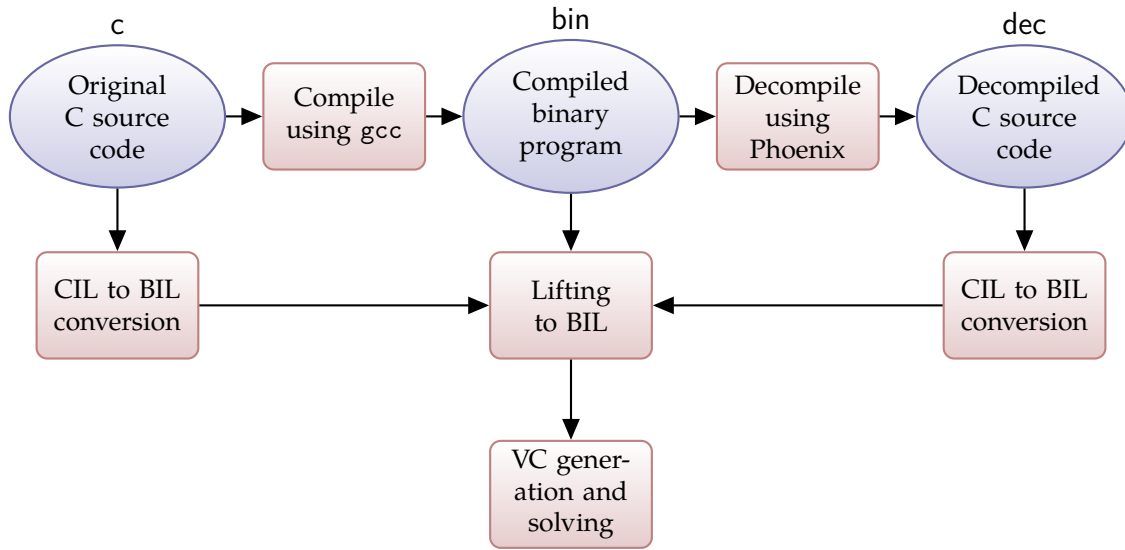 c
bin
dec
Original
C source
code
Compile
using gcc
Compiled
binary
program
Decompile
using
Phoenix
Decompiled
C source
code
CIL to BIL
conversion
Lifting
to BIL
CIL to BIL
conversion
VC gener-
ation and
solving